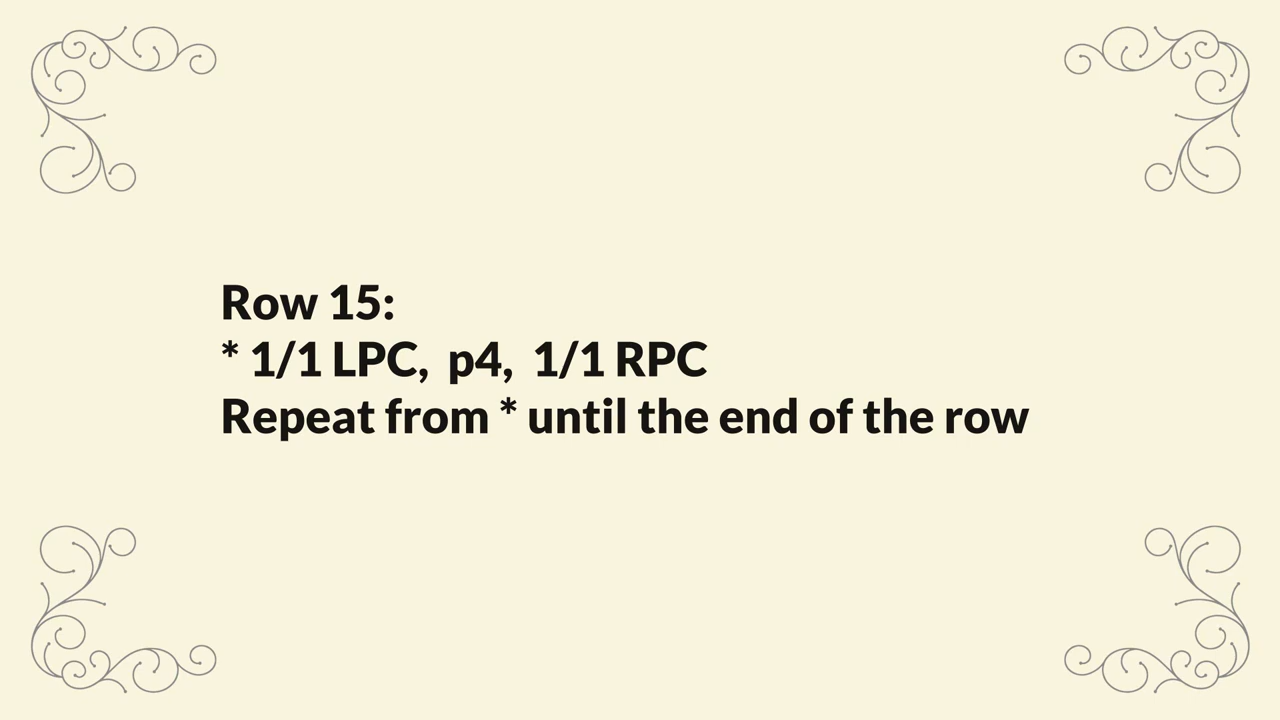 Row 15:
* 1/1 LPC, p4, 1/1 RPC
Repeat from * until the end of the row